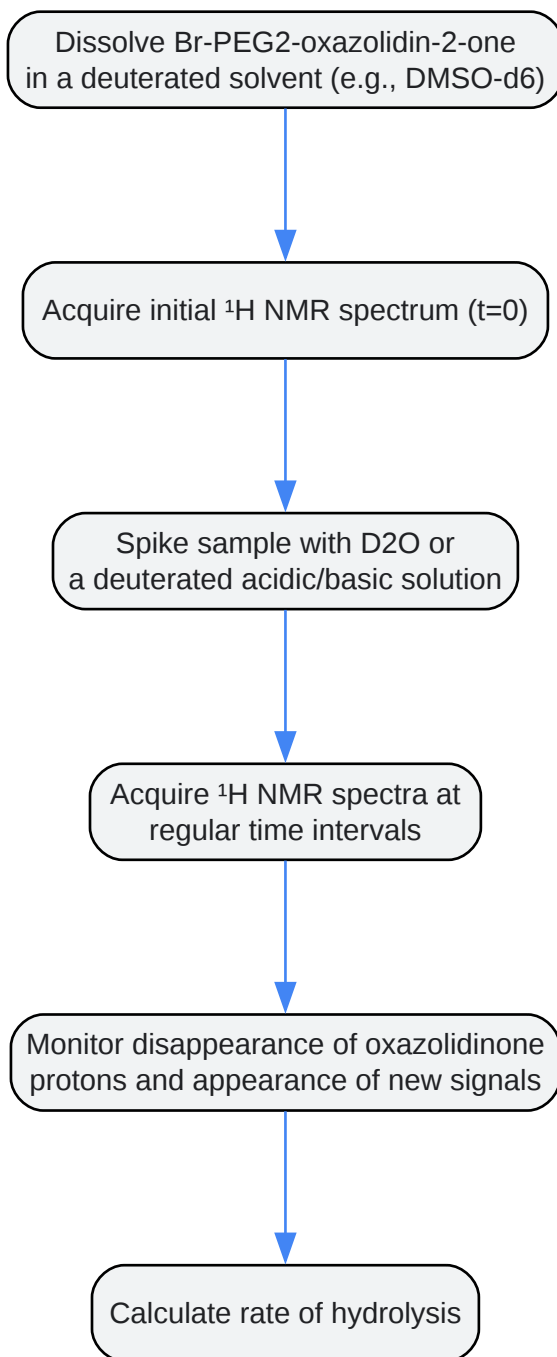 Dissolve Br-PEG2-oxazolidin-2-one
in a deuterated solvent (e.g., DMSO-d6)
Acquire initial ¹H NMR spectrum (t=0)
Spike sample with D2O or
a deuterated acidic/basic solution
Acquire ¹H NMR spectra at
regular time intervals
Monitor disappearance of oxazolidinone
protons and appearance of new signals
Calculate rate of hydrolysis